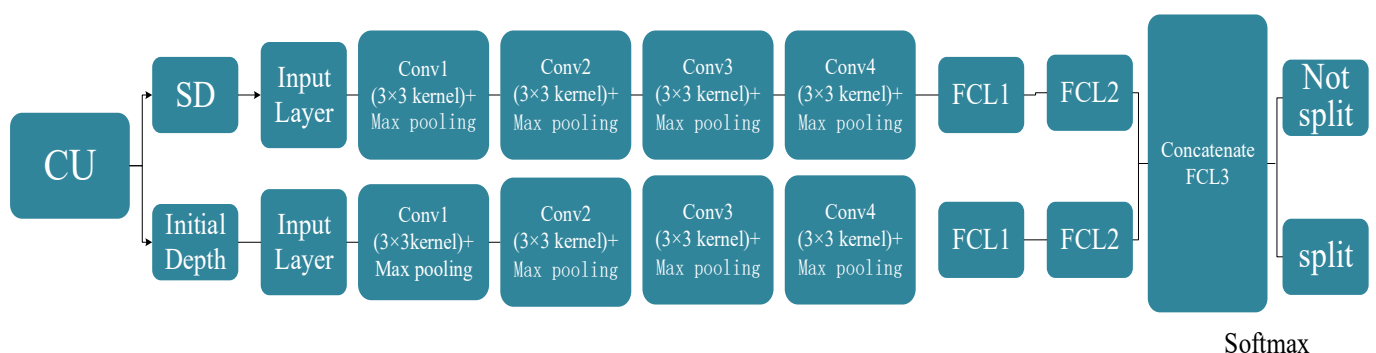 CU
SD
Input
Layer
Conv1
(3×3 kernel)+
Max pooling
Conv2
(3×3 kernel)+
Max pooling
Conv3
(3×3 kernel)+
Max pooling
Conv4
(3×3 kernel)+
Max pooling
FCL1
FCL2
Initial
Depth
Input
Layer
Conv1
(3×3kernel)+
Max pooling
Conv2
(3×3 kernel)+
Max pooling
Conv3
(3×3 kernel)+
Max pooling
Conv4
(3×3 kernel)+
Max pooling
FCL1
FCL2
Concatenate
FCL3
Not
split
split
Softmax